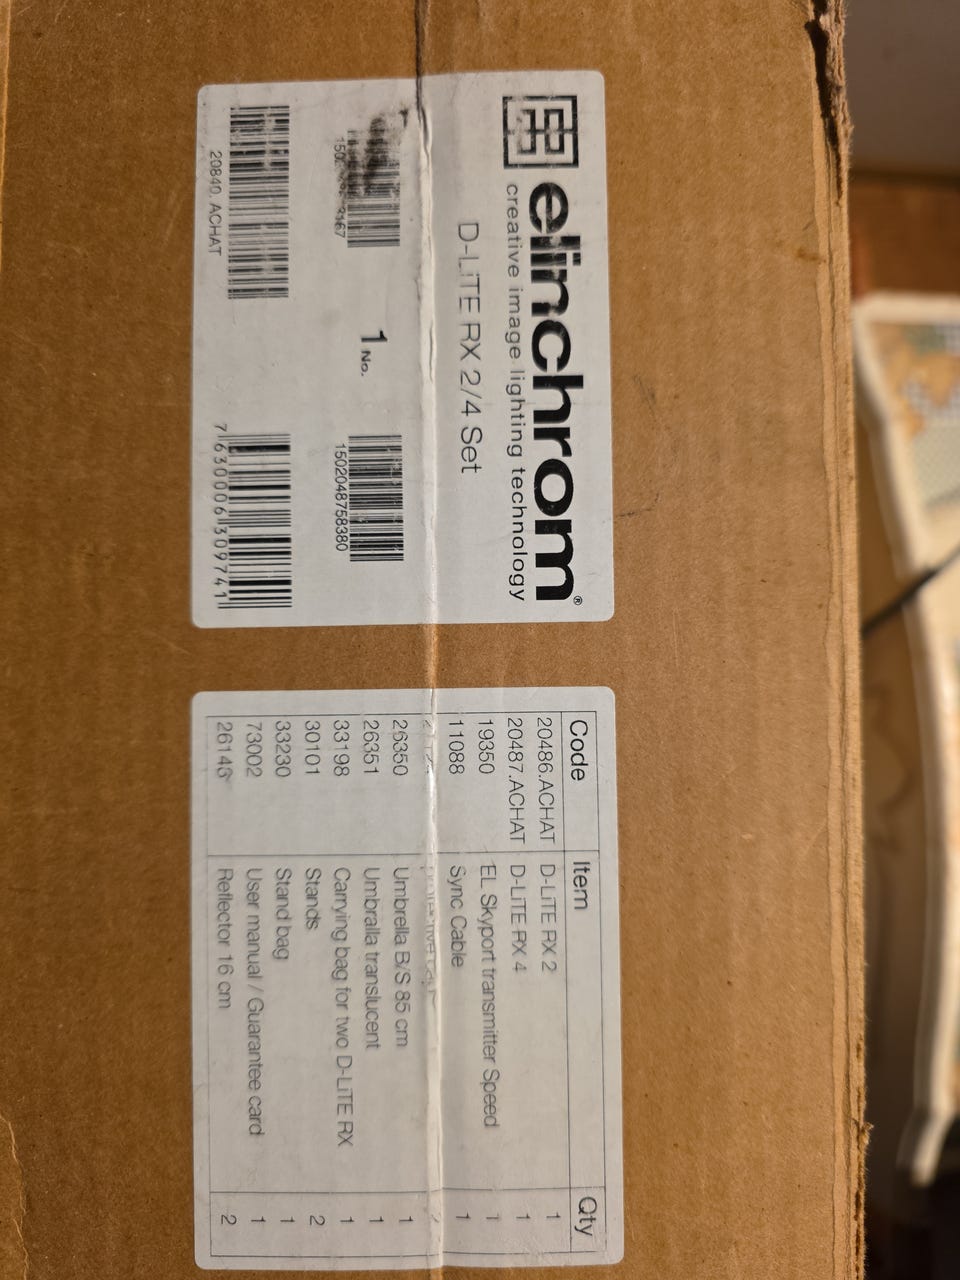 elinchrom®
creative image lighting technology
D-LiTE RX 2/4 Set
1 No.
1502048758380
20840. ACHAT
7630006309741
Code Item Qty
20486.ACHAT D-LiTE RX 2 1
20487.ACHAT D-LiTE RX 4 1
19350 EL Skyport transmitter Speed 1
11088 Sync Cable 1
26350 Umbrella B/S 85 cm 1
26351 Umbralla translucent 1
33198 Carrying bag for two D-LiTE RX 1
30101 Stands 2
33230 Stand bag 1
73002 User manual / Guarantee card 1
26143 Reflector 16 cm 2